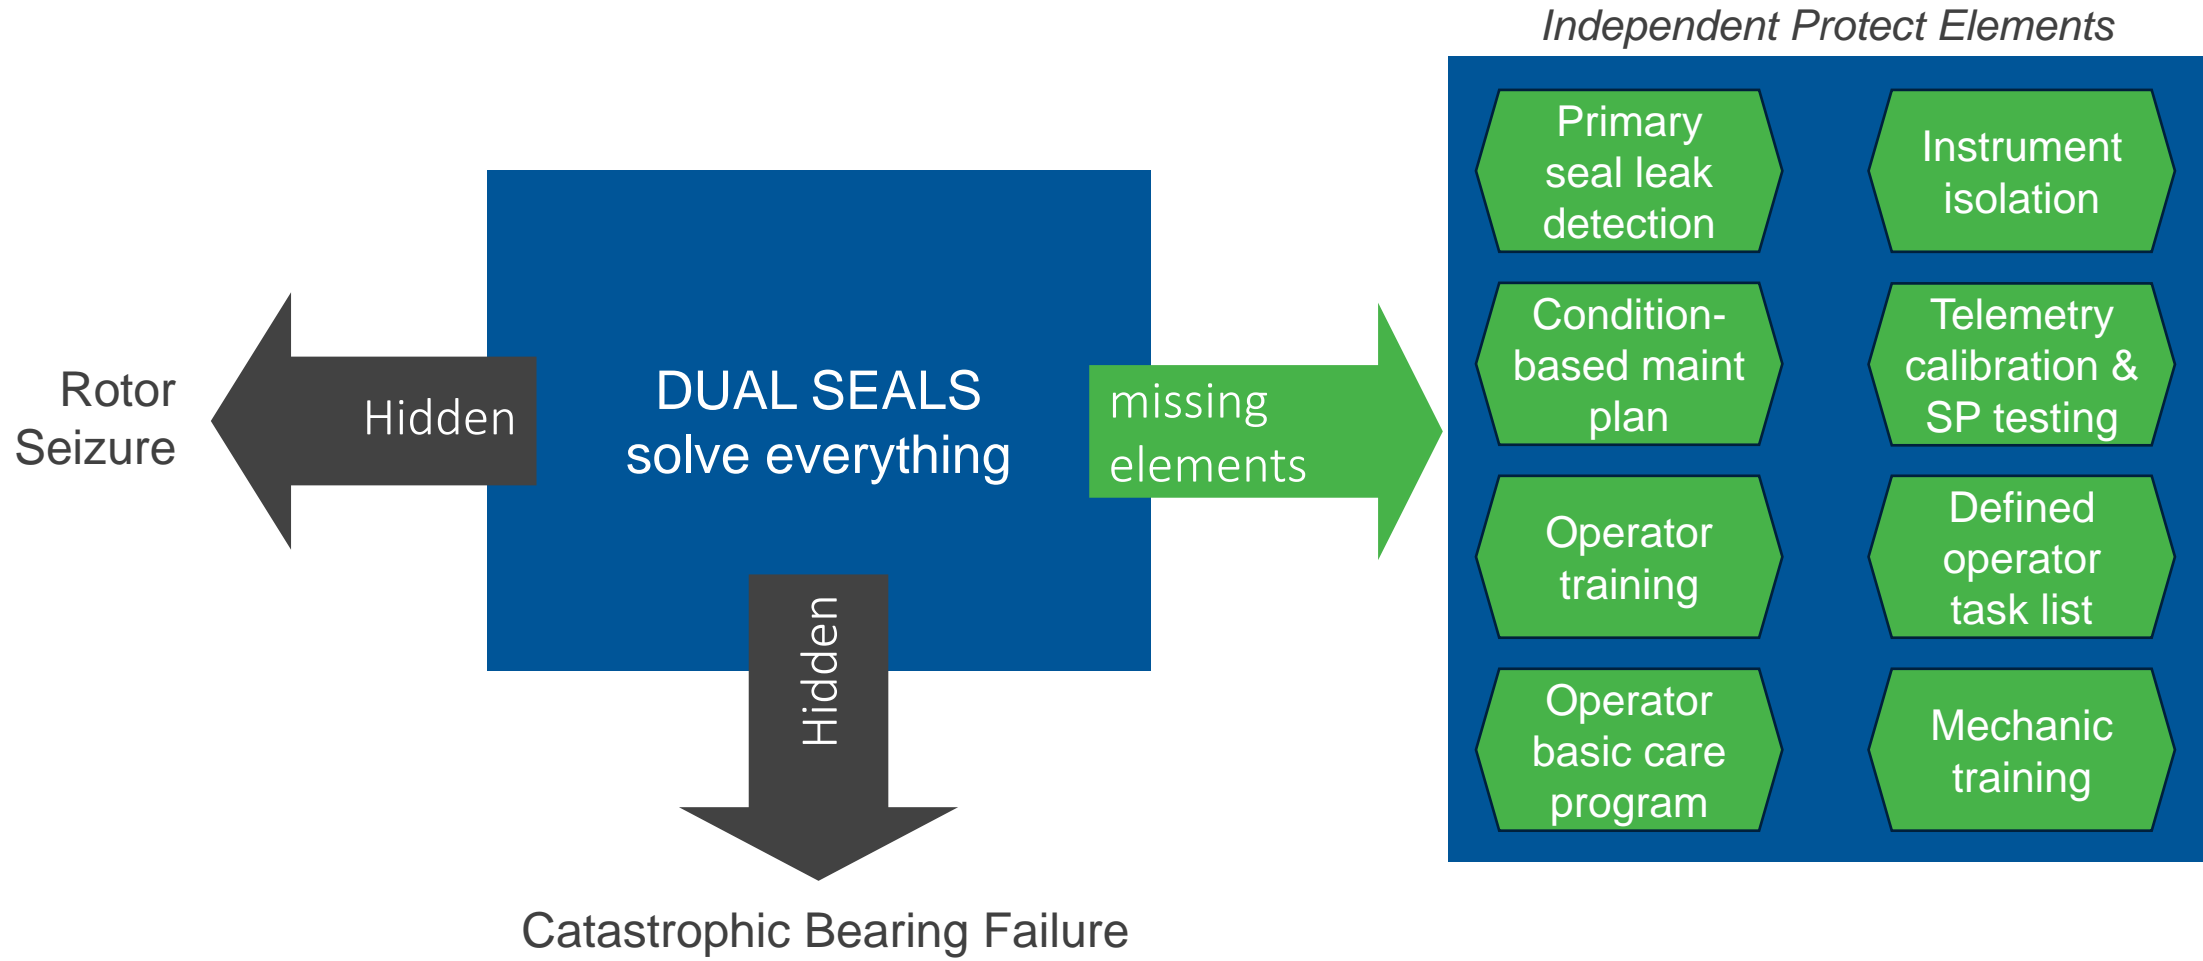 Independent Protect Elements
Primary
seal leak
detection
Instrument
isolation
Condition-
based maint
plan
Telemetry
calibration &
SP testing
Operator
training
Defined
operator
task list
Operator
basic care
program
Mechanic
training
Rotor
Seizure
Hidden
DUAL SEALS
solve everything
missing
elements
Hidden
Catastrophic Bearing Failure